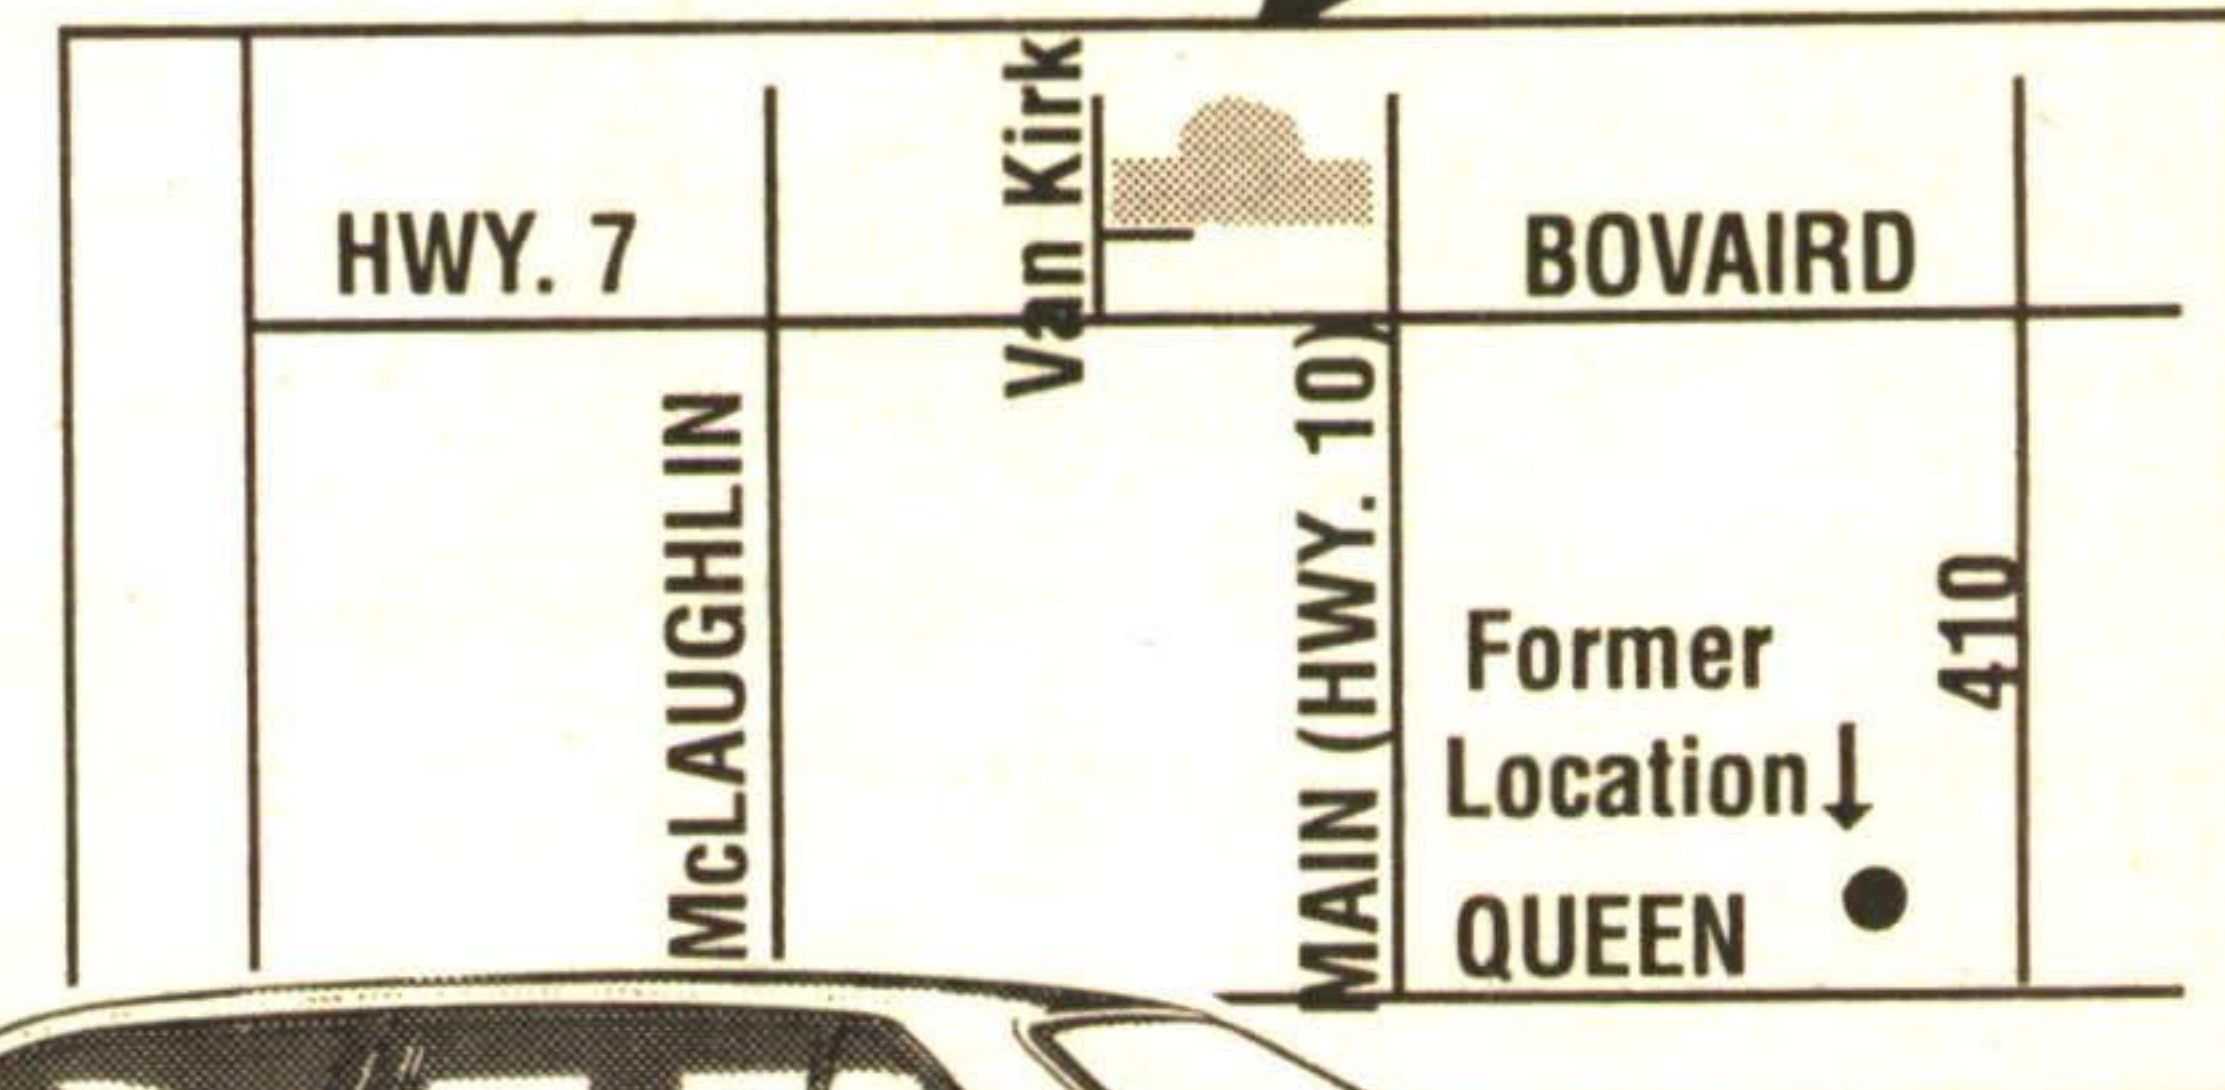 Van Kirk
HWY. 7
BOVAIRD
McLAUGHLIN
MAIN (HWY. 10)
410
Former
Location
QUEEN